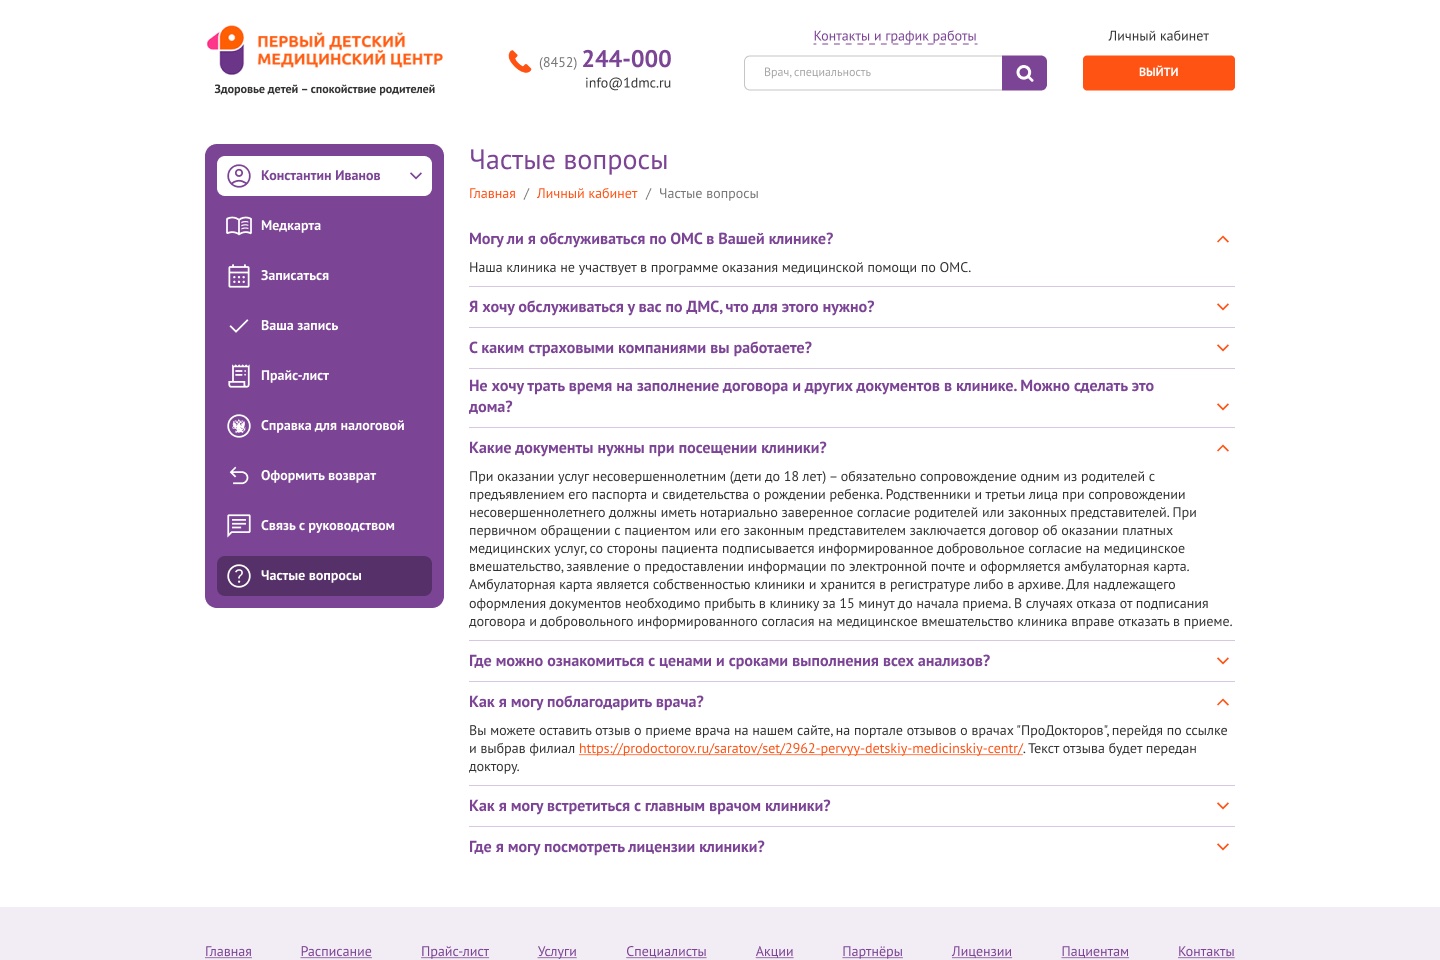 ПЕРВЫЙ ДЕТСКИЙ
МЕДИЦИНСКИЙ ЦЕНТР
Здоровье детей – спокойствие родителей
(8452) 244-000
info@1dmc.ru
Контакты и график работы
Врач, специальность
Личный кабинет
ВЫЙТИ
Константин Иванов
Медкарта
Записаться
Ваша запись
Прайс-лист
Справка для налоговой
Оформить возврат
Связь с руководством
Частые вопросы
Частые вопросы
Главная / Личный кабинет / Частые вопросы
Могу ли я обслуживаться по ОМС в Вашей клинике?
Наша клиника не участвует в программе оказания медицинской помощи по ОМС.
Я хочу обслуживаться у вас по ДМС, что для этого нужно?
С каким страховыми компаниями вы работаете?
Не хочу трать время на заполнение договора и других документов в клинике. Можно сделать это
дома?
Какие документы нужны при посещении клиники?
При оказании услуг несовершеннолетним (дети до 18 лет) – обязательно сопровождение одним из родителей с
предъявлением его паспорта и свидетельства о рождении ребенка. Родственники и третьи лица при сопровождении
несовершеннолетнего должны иметь нотариально заверенное согласие родителей или законных представителей. При
первичном обращении с пациентом или его законным представителем заключается договор об оказании платных
медицинских услуг, со стороны пациента подписывается информированное добровольное согласие на медицинское
вмешательство, заявление о предоставлении информации по электронной почте и оформляется амбулаторная карта.
Амбулаторная карта является собственностью клиники и хранится в регистратуре либо в архиве. Для надлежащего
оформления документов необходимо прибыть в клинику за 15 минут до начала приема. В случаях отказа от подписания
договора и добровольного информированного согласия на медицинское вмешательство клиника вправе отказать в приеме.
Где можно ознакомиться с ценами и сроками выполнения всех анализов?
Как я могу поблагодарить врача?
Вы можете оставить отзыв о приеме врача на нашем сайте, на портале отзывов о врачах "ПроДокторов", перейдя по ссылке
и выбрав филиал https://prodoctorov.ru/saratov/set/2962-pervyy-detskiy-medicinskiy-centr/. Текст отзыва будет передан
доктору.
Как я могу встретиться с главным врачом клиники?
Где я могу посмотреть лицензии клиники?
Главная Расписание Прайс-лист Услуги Специалисты Акции Партнёры Лицензии Пациентам Контакты